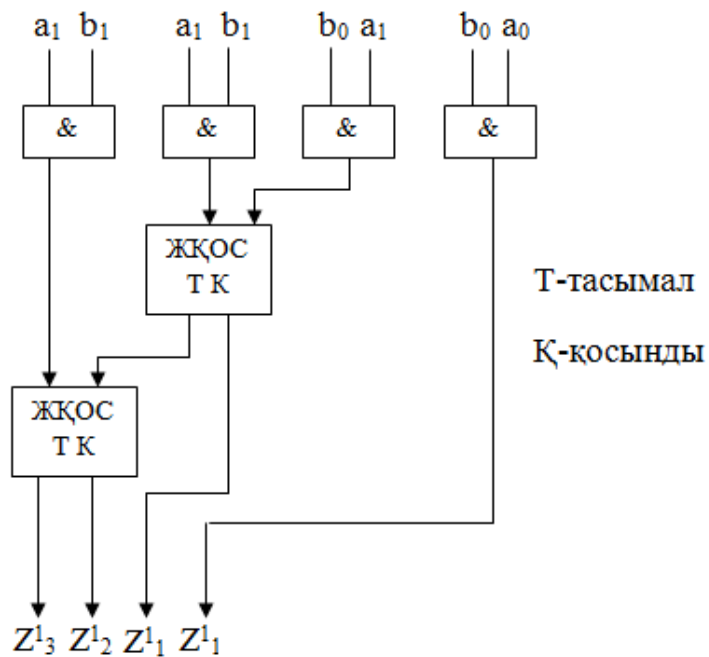 a₁ b₁ a₁ b₁ b₀ a₁ b₀ a₀
& & & &
ЖҚОС
Т К
Т-тасымал
Қ-қосынды
ЖҚОС
Т К
Z¹₃ Z¹₂ Z¹₁ Z¹₁